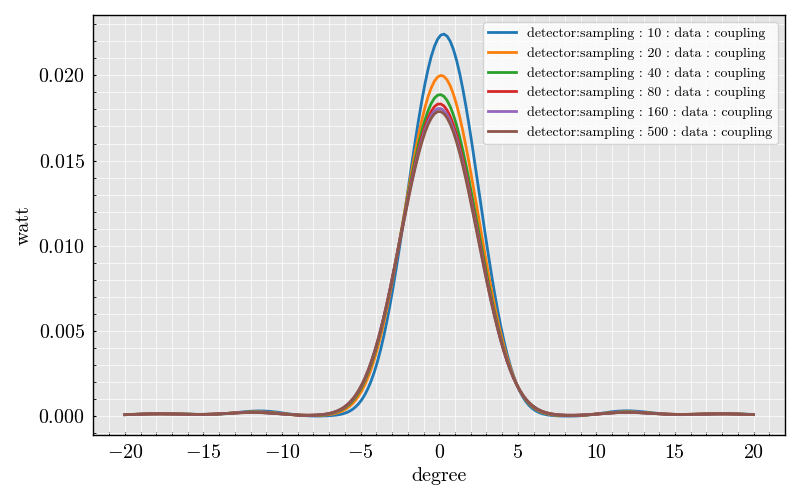 detector:sampling : 10 : data : coupling
detector:sampling : 20 : data : coupling
detector:sampling : 40 : data : coupling
detector:sampling : 80 : data : coupling
detector:sampling : 160 : data : coupling
detector:sampling : 500 : data : coupling
watt
0.020
0.015
0.010
0.005
0.000
−20 −15 −10 −5 0 5 10 15 20
degree